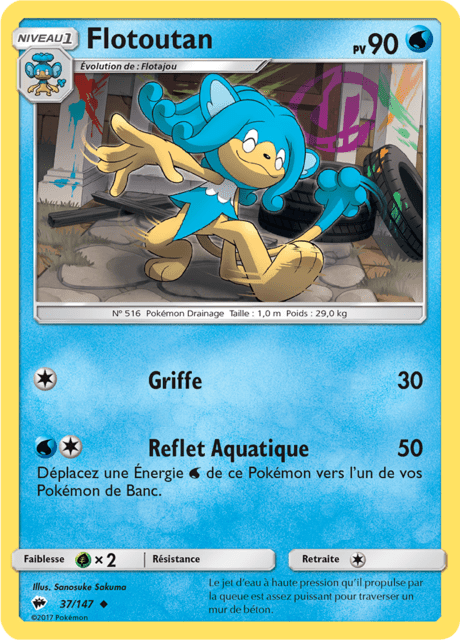 NIVEAU 1
Flotoutan
PV 90
Évolution de : Flotajou
N° 516 Pokémon Drainage Taille : 1,0 m Poids : 29,0 kg
Griffe 30
Reflet Aquatique 50
Déplacez une Énergie de ce Pokémon vers l'un de vos
Pokémon de Banc.
Faiblesse ×2 Résistance Retraite
Illus. Sanosuke Sakuma
37/147
©2017 Pokémon
Le jet d'eau à haute pression qu'il propulse par
la queue est assez puissant pour traverser un
mur de béton.